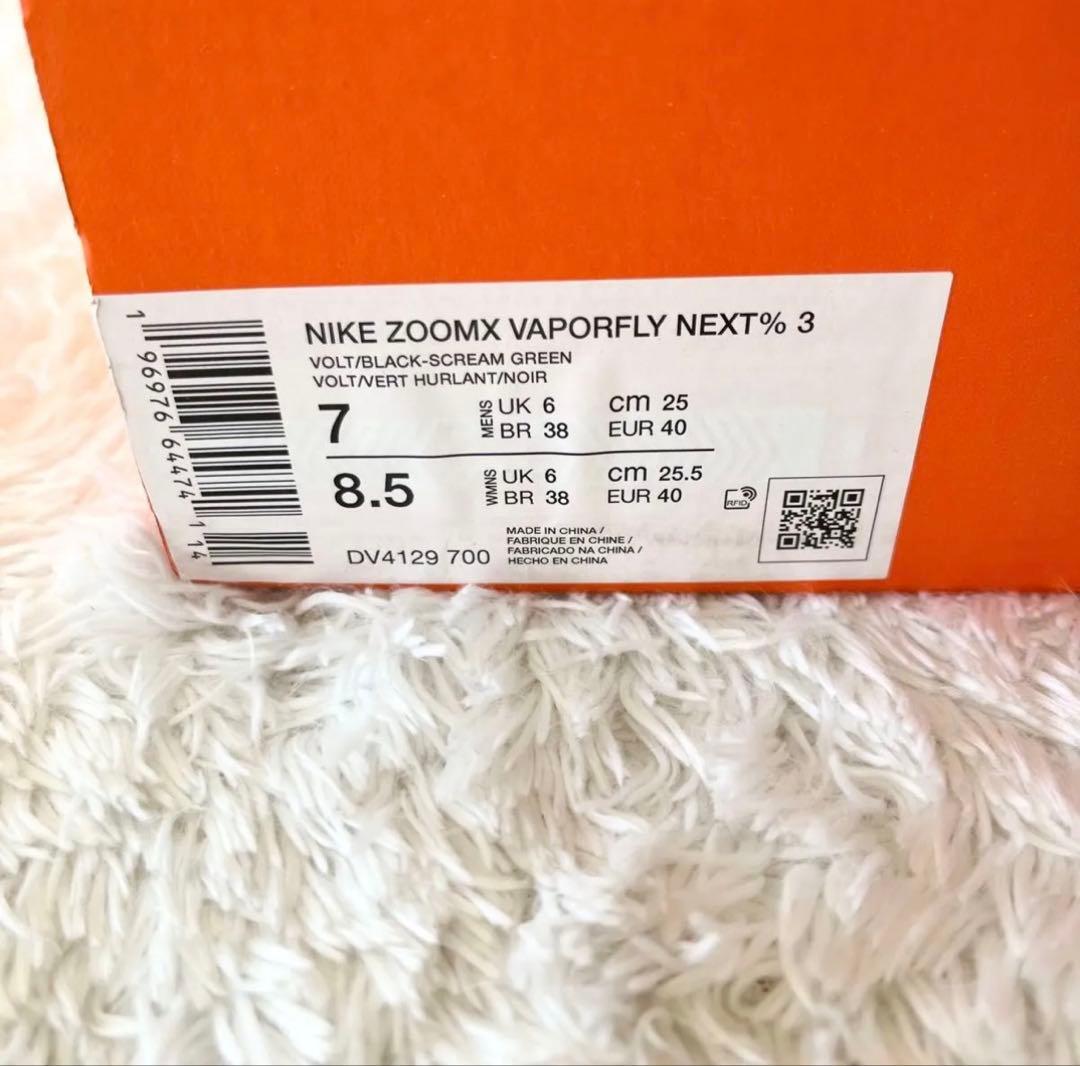 NIKE ZOOMX VAPORFLY NEXT% 3
VOLT/BLACK-SCREAM GREEN
VOLT/VERT HURLANT/NOIR
7 MENS UK 6 cm 25
BR 38 EUR 40
8.5 WMNS UK 6 cm 25.5
BR 38 EUR 40
RFID
DV4129 700
MADE IN CHINA /
FABRIQUE EN CHINE /
FABRICADO NA CHINA /
HECHO EN CHINA
1 96976 64474 1 14